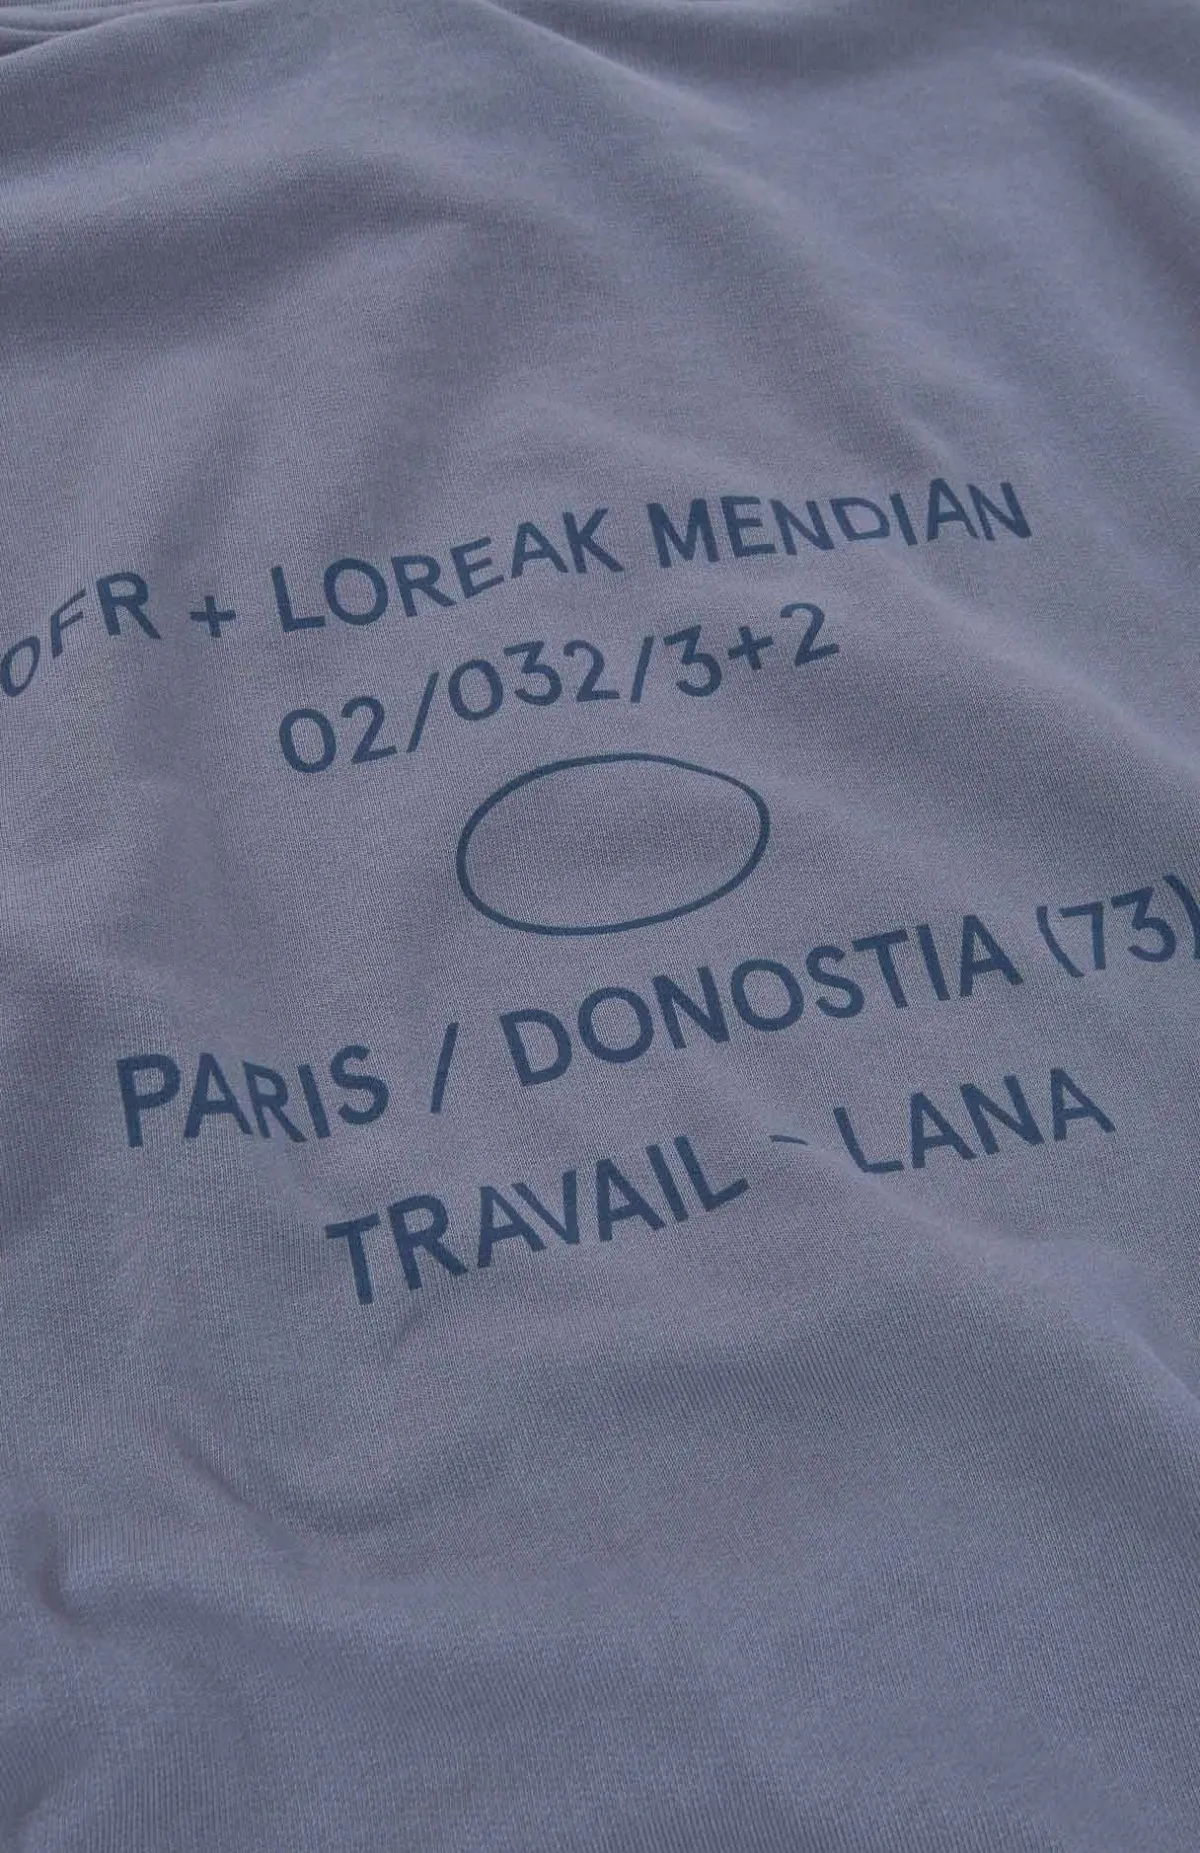 OFR + LOREAK MENDIAN
02/032/3+2
PARIS / DONOSTIA (73)
TRAVAIL - LANA